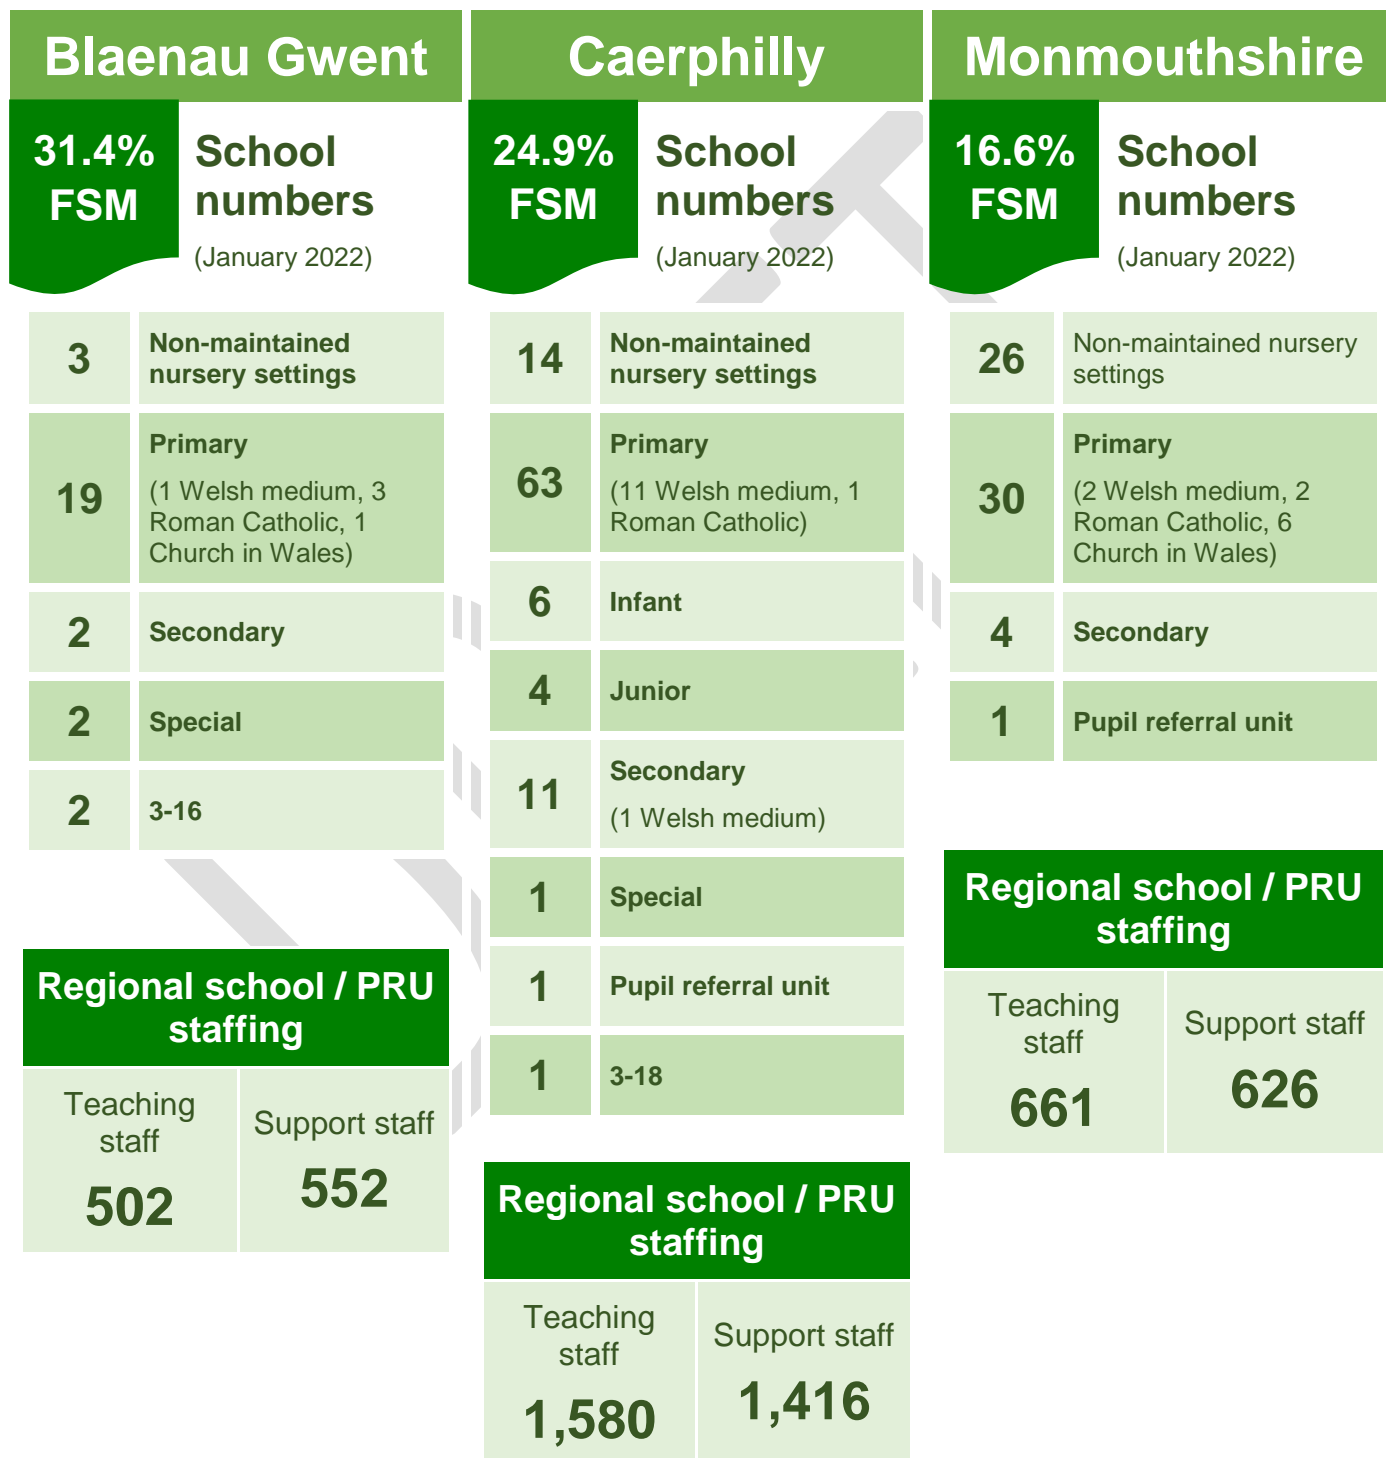 Blaenau Gwent
31.4%
FSM
School
numbers
(January 2022)
3
Non-maintained
nursery settings
19
Primary
(1 Welsh medium, 3
Roman Catholic, 1
Church in Wales)
2
Secondary
2
Special
2
3-16
Regional school / PRU
staffing
Teaching
staff
502
Support staff
552
Caerphilly
24.9%
FSM
School
numbers
(January 2022)
14
Non-maintained
nursery settings
63
Primary
(11 Welsh medium, 1
Roman Catholic)
6
Infant
4
Junior
11
Secondary
(1 Welsh medium)
1
Special
1
Pupil referral unit
1
3-18
Regional school / PRU
staffing
Teaching
staff
1,580
Support staff
1,416
Monmouthshire
16.6%
FSM
School
numbers
(January 2022)
26
Non-maintained nursery
settings
30
Primary
(2 Welsh medium, 2
Roman Catholic, 6
Church in Wales)
4
Secondary
1
Pupil referral unit
Regional school / PRU
staffing
Teaching
staff
661
Support staff
626